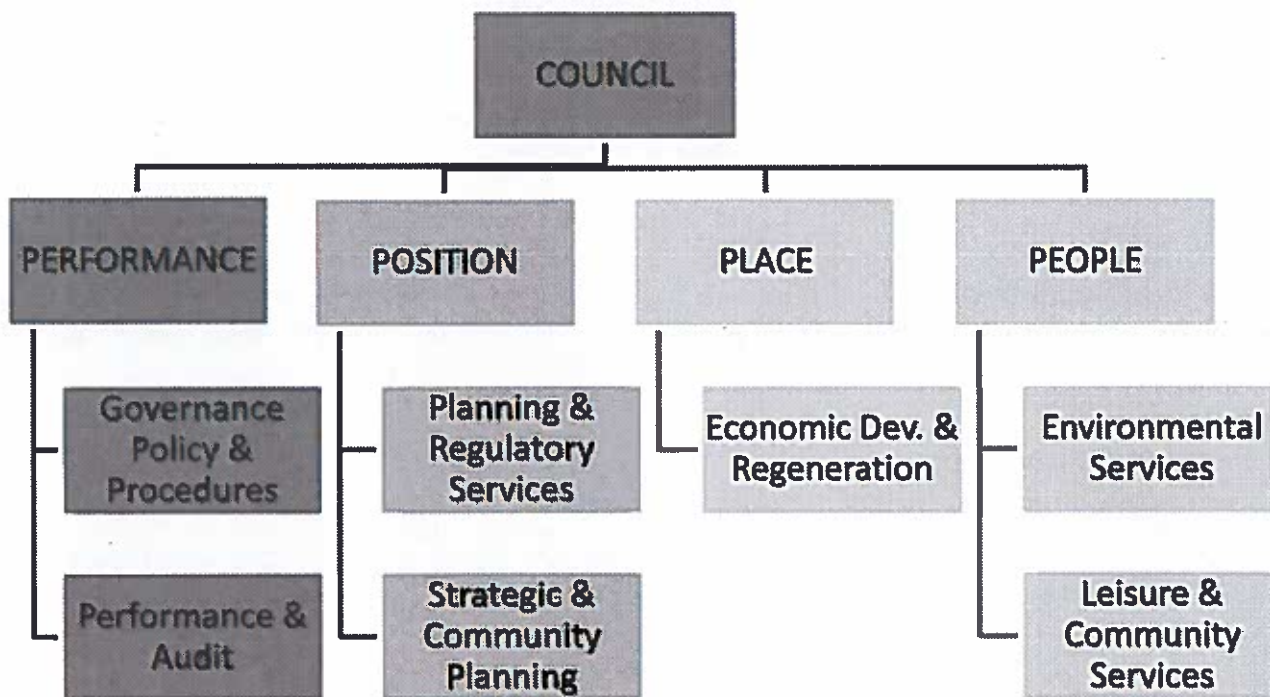 COUNCIL
PERFORMANCE
POSITION
PLACE
PEOPLE
Governance
Policy &
Procedures
Planning &
Regulatory
Services
Economic Dev. &
Regeneration
Environmental
Services
Performance &
Audit
Strategic &
Community
Planning
Leisure &
Community
Services